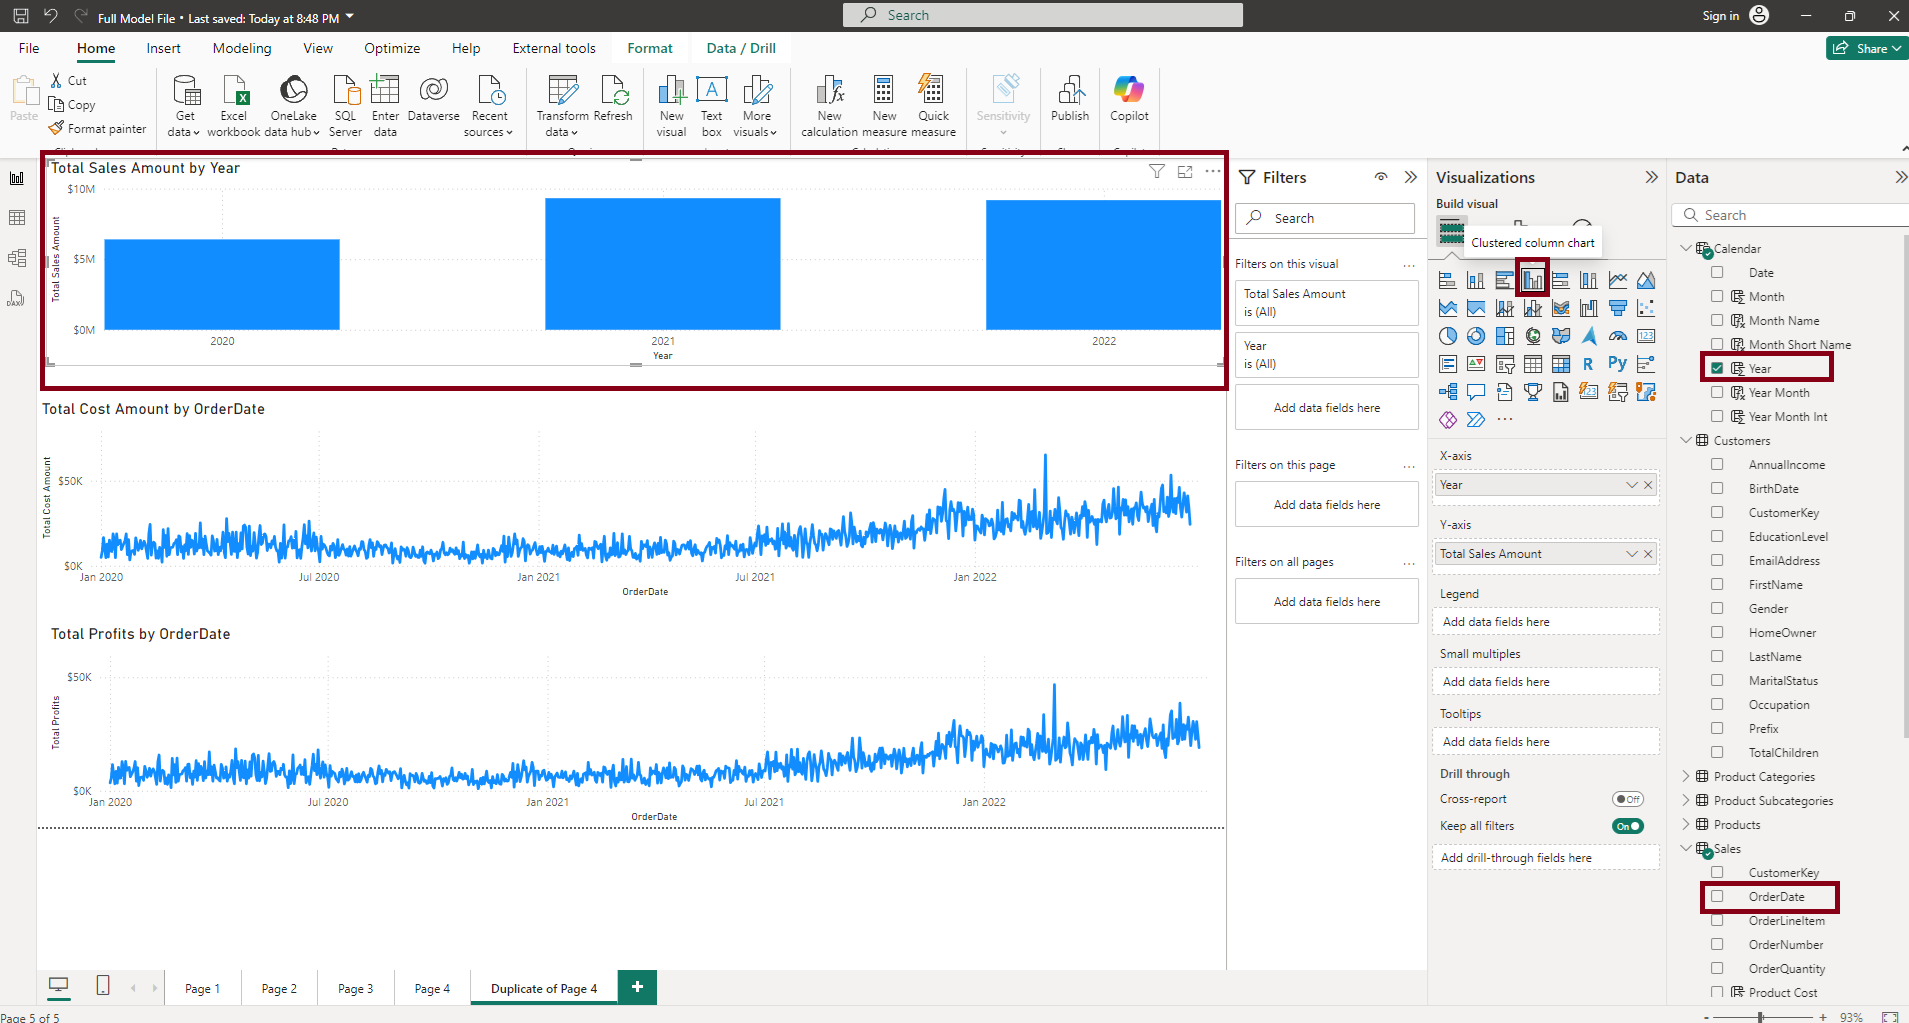 Full Model File • Last saved: Today at 8:48 PM
Search
Sign in
File
Home
Insert
Modeling
View
Optimize
Help
External tools
Format
Data / Drill
Share
Paste
Cut
Copy
Format painter
Get data
Excel workbook
OneLake data hub
SQL Server
Enter data
Dataverse
Recent sources
Transform data
Refresh
New visual
Text box
More visuals
New calculation
New measure
Quick measure
Sensitivity
Publish
Copilot
Total Sales Amount by Year
Total Sales Amount
$10M
$5M
$0M
2020
2021
2022
Year
Total Cost Amount by OrderDate
Total Cost Amount
$50K
$0K
Jan 2020
Jul 2020
Jan 2021
Jul 2021
Jan 2022
OrderDate
Total Profits by OrderDate
Total Profits
$50K
$0K
Jan 2020
Jul 2020
Jan 2021
Jul 2021
Jan 2022
OrderDate
Filters
Search
Filters on this visual
...
Total Sales Amount
is (All)
Year
is (All)
Add data fields here
Filters on this page
...
Add data fields here
Filters on all pages
...
Add data fields here
Visualizations
Build visual
Clustered column chart
R
Py
123
X-axis
Year
Y-axis
Total Sales Amount
Legend
Add data fields here
Small multiples
Add data fields here
Tooltips
Add data fields here
Drill through
Cross-report
Off
Keep all filters
On
Add drill-through fields here
Data
Search
Calendar
Date
Month
Month Name
Month Short Name
Year
Year Month
Year Month Int
Customers
AnnualIncome
BirthDate
CustomerKey
EducationLevel
EmailAddress
FirstName
Gender
HomeOwner
LastName
MaritalStatus
Occupation
Prefix
TotalChildren
Product Categories
Product Subcategories
Products
Sales
CustomerKey
OrderDate
OrderLineItem
OrderNumber
OrderQuantity
Product Cost
Page 1
Page 2
Page 3
Page 4
Duplicate of Page 4
+
Page 5 of 5
- + 93%